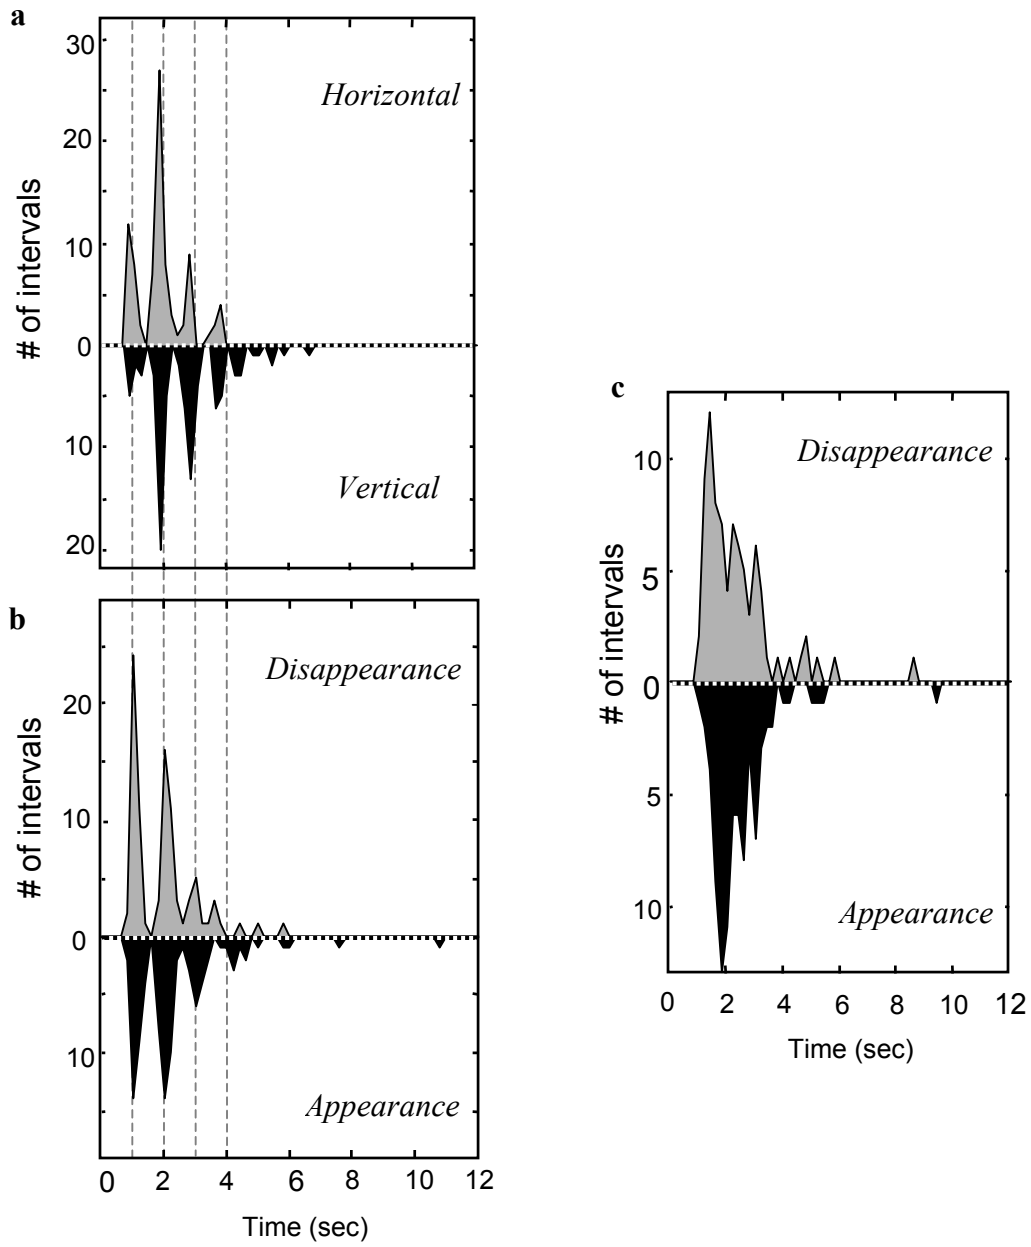 a
30
20
10
0
10
20
# of intervals
Horizontal
Vertical
b
20
10
0
10
# of intervals
Disappearance
Appearance
0 2 4 6 8 10 12
Time (sec)
c
10
5
0
5
10
# of intervals
Disappearance
Appearance
0 2 4 6 8 10 12
Time (sec)